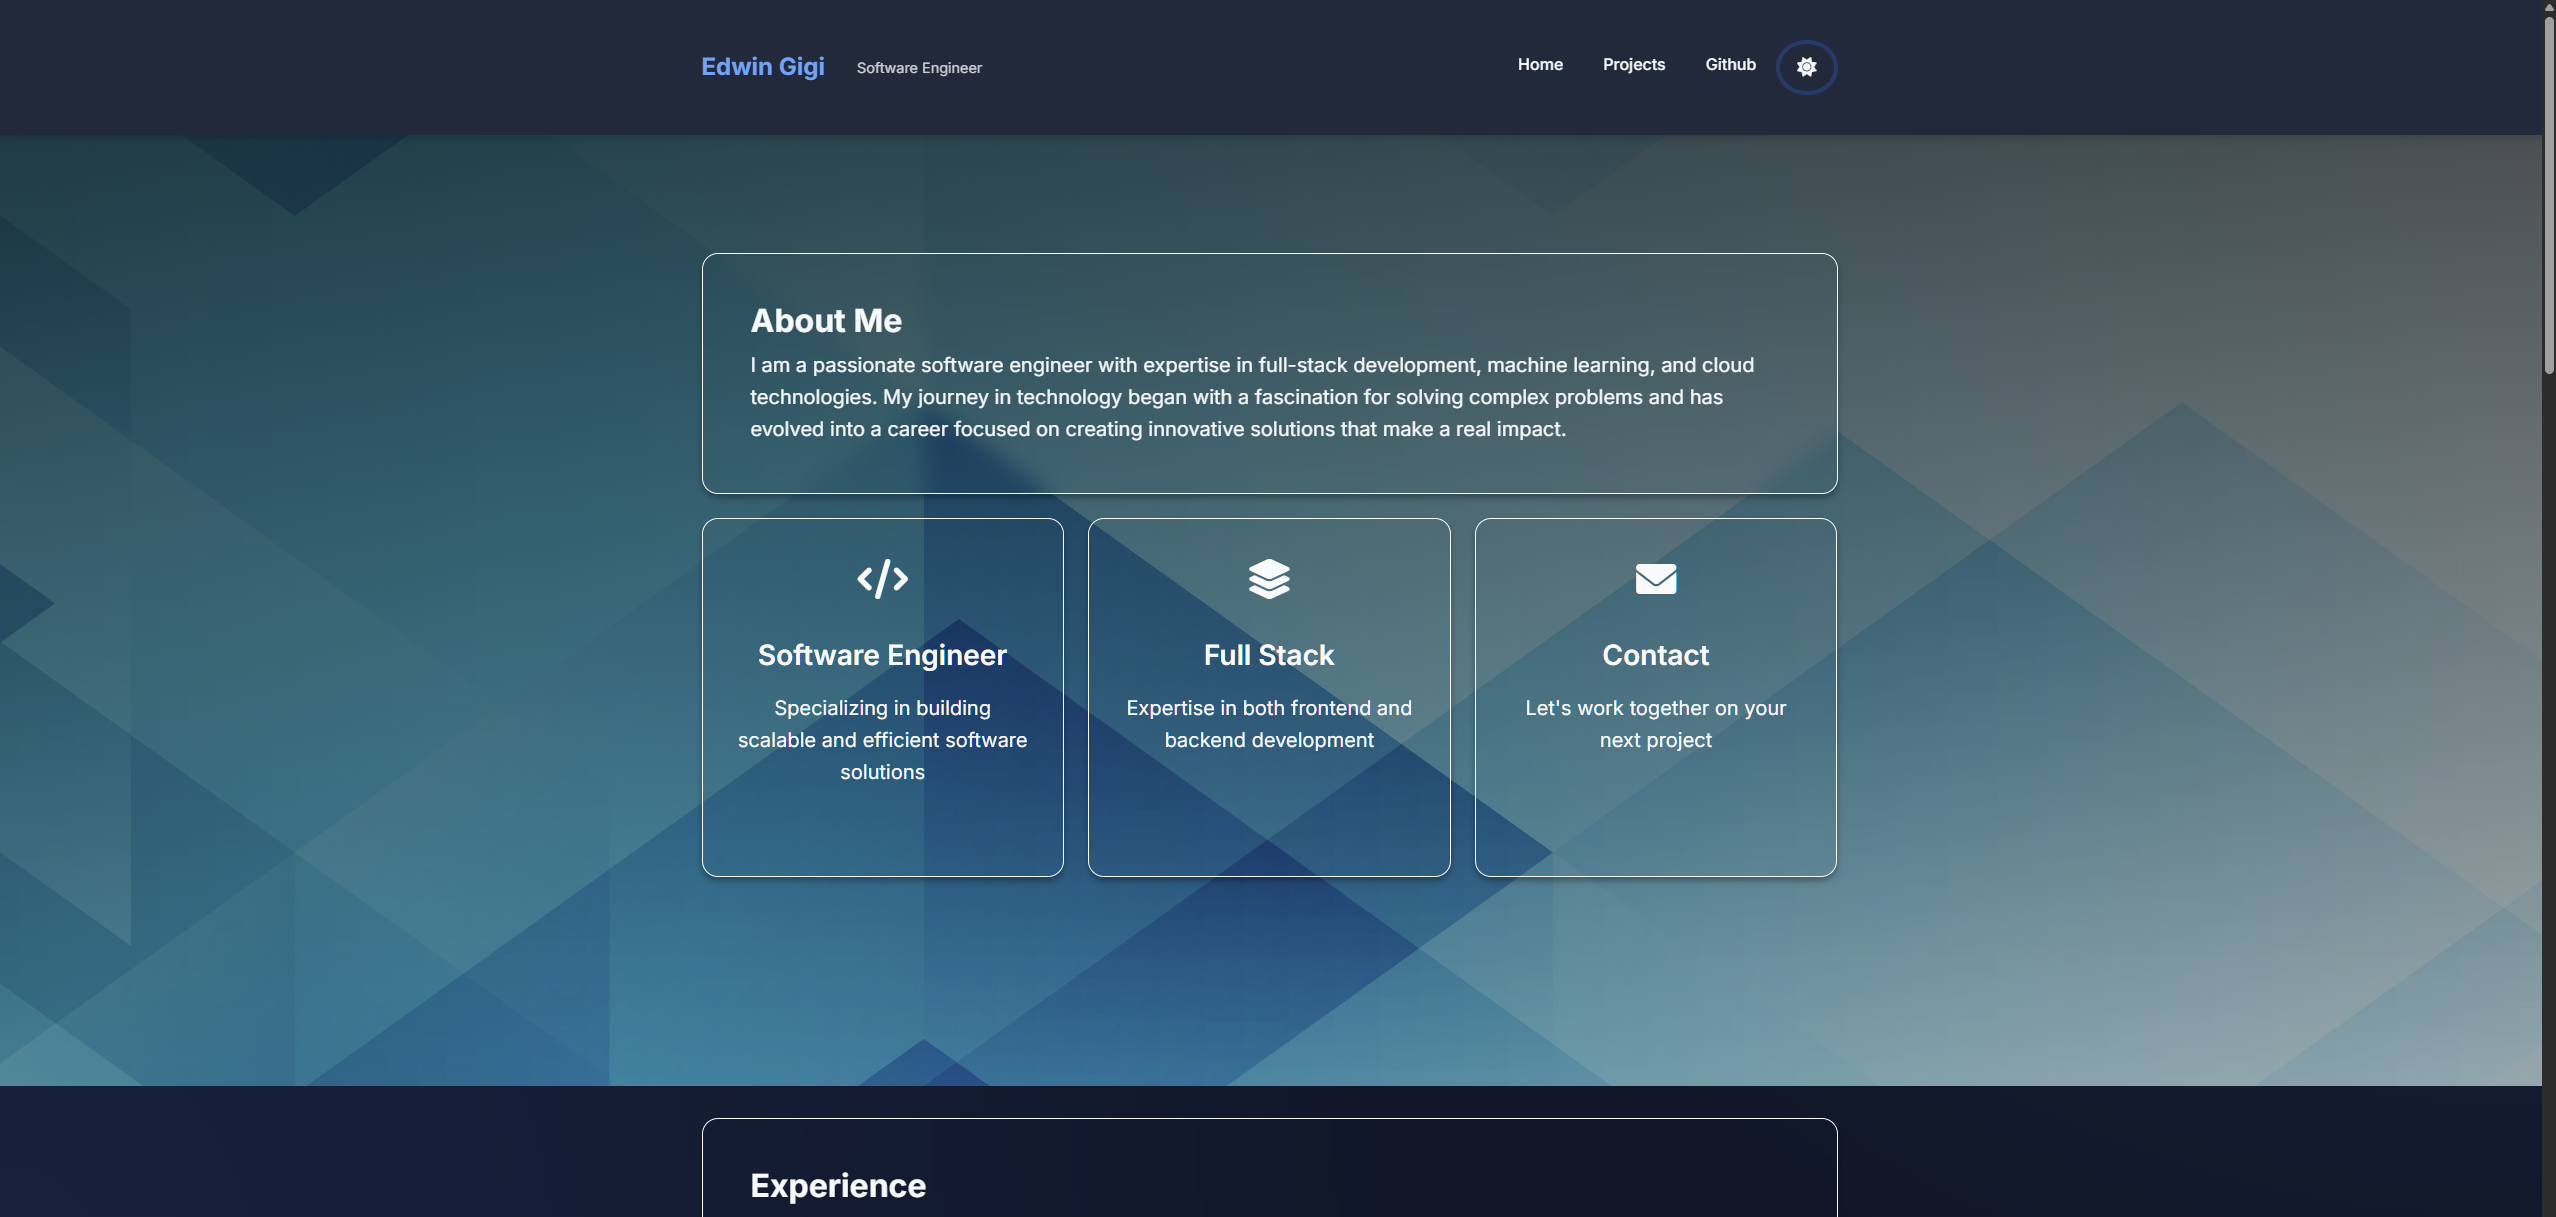 Edwin Gigi
Software Engineer
Home
Projects
Github
About Me
I am a passionate software engineer with expertise in full-stack development, machine learning, and cloud
technologies. My journey in technology began with a fascination for solving complex problems and has
evolved into a career focused on creating innovative solutions that make a real impact.
Software Engineer
Specializing in building
scalable and efficient software
solutions
Full Stack
Expertise in both frontend and
backend development
Contact
Let's work together on your
next project
Experience